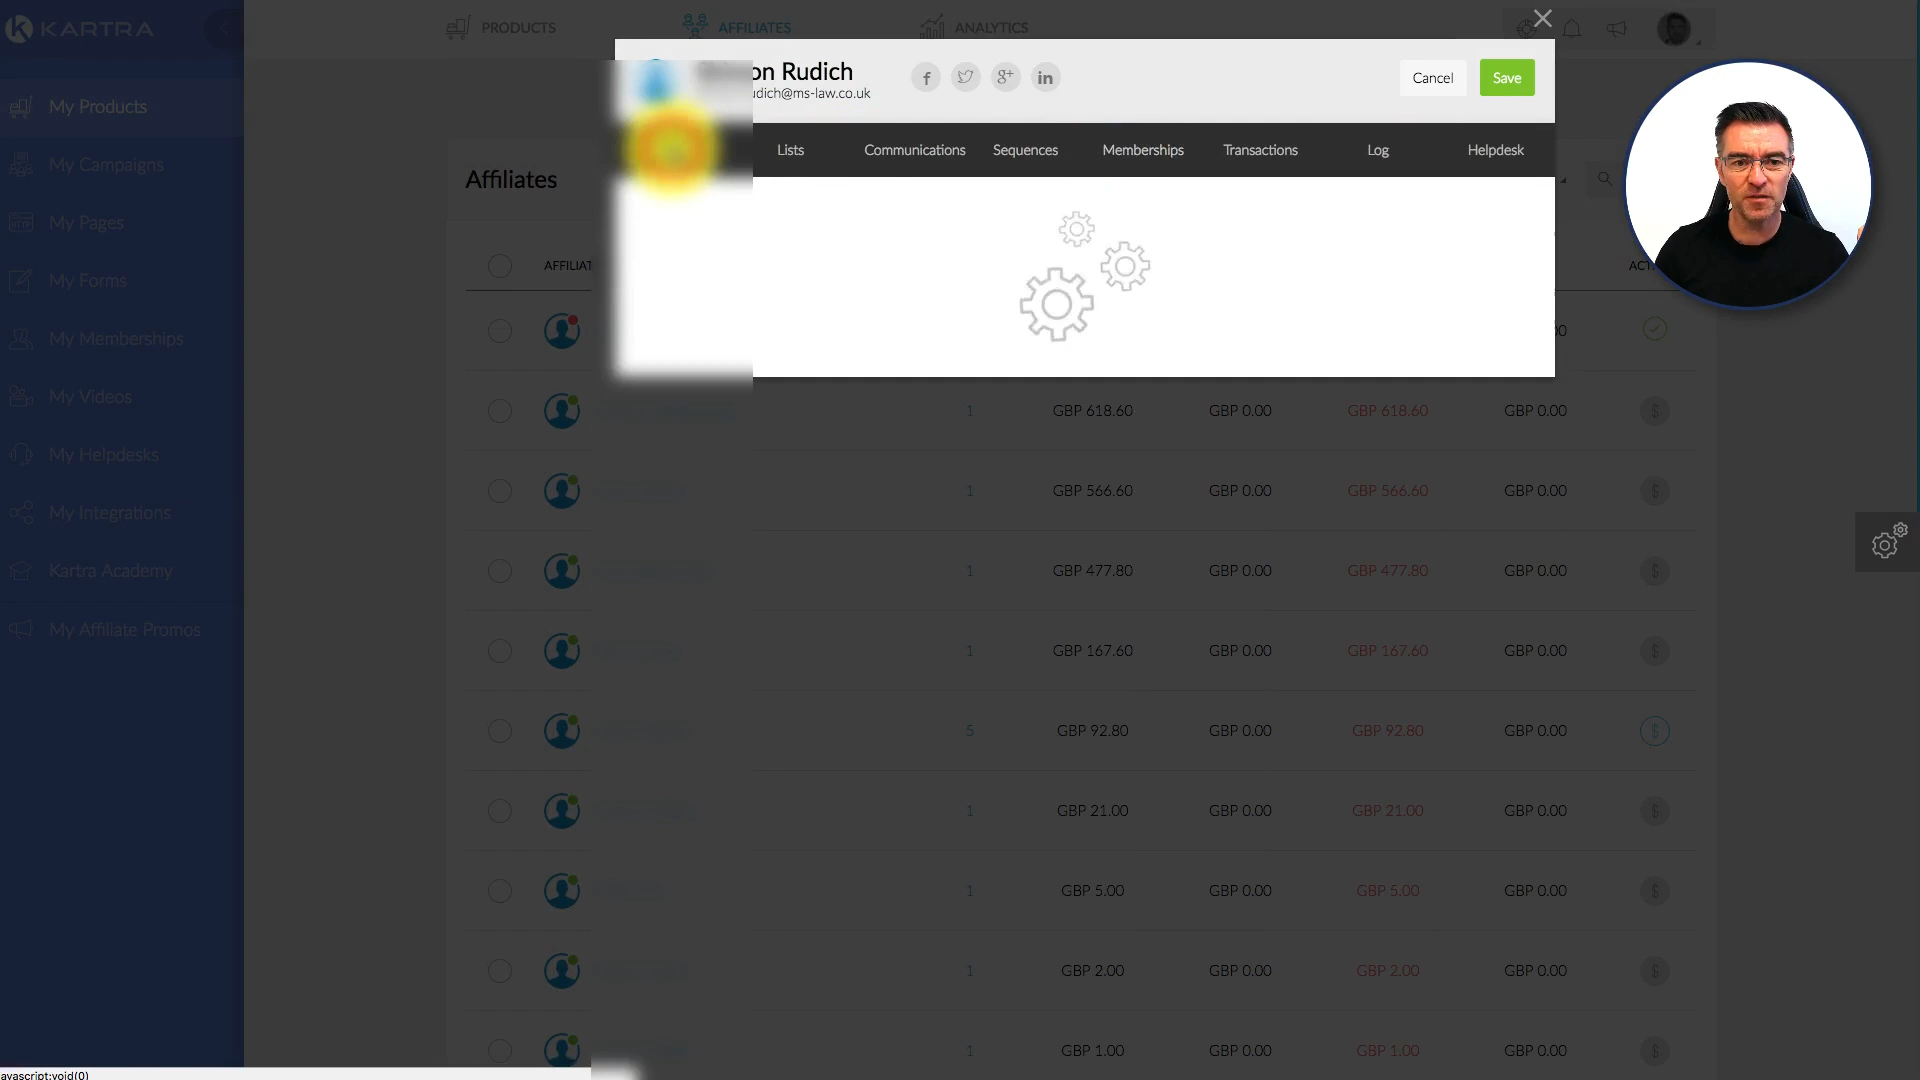 KARTRA
PRODUCTS
AFFILIATES
ANALYTICS
on Rudich
udich@ms-law.co.uk
Cancel
Save
Lists
Communications
Sequences
Memberships
Transactions
Log
Helpdesk
My Products
My Campaigns
My Pages
My Forms
My Memberships
My Videos
My Helpdesks
My Integrations
Kartra Academy
My Affiliate Promos
Affiliates
AFFILIAT
ACT
00
1 GBP 618.60 GBP 0.00 GBP 618.60 GBP 0.00
1 GBP 566.60 GBP 0.00 GBP 566.60 GBP 0.00
1 GBP 477.80 GBP 0.00 GBP 477.80 GBP 0.00
1 GBP 167.60 GBP 0.00 GBP 167.60 GBP 0.00
5 GBP 92.80 GBP 0.00 GBP 92.80 GBP 0.00
1 GBP 21.00 GBP 0.00 GBP 21.00 GBP 0.00
1 GBP 5.00 GBP 0.00 GBP 5.00 GBP 0.00
1 GBP 2.00 GBP 0.00 GBP 2.00 GBP 0.00
1 GBP 1.00 GBP 0.00 GBP 1.00 GBP 0.00
avascript:void(0)